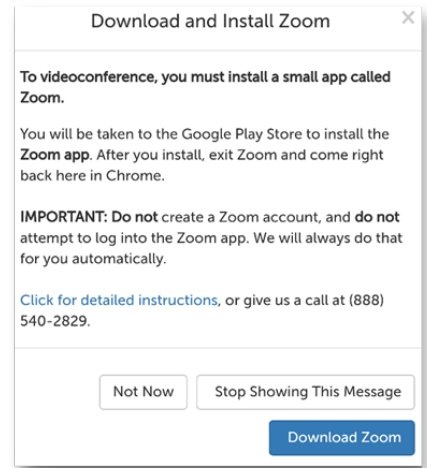 Download and Install Zoom
×
To videoconference, you must install a small app called
Zoom.
You will be taken to the Google Play Store to install the
Zoom app. After you install, exit Zoom and come right
back here in Chrome.
IMPORTANT: Do not create a Zoom account, and do not
attempt to log into the Zoom app. We will always do that
for you automatically.
Click for detailed instructions, or give us a call at (888)
540-2829.
Not Now
Stop Showing This Message
Download Zoom